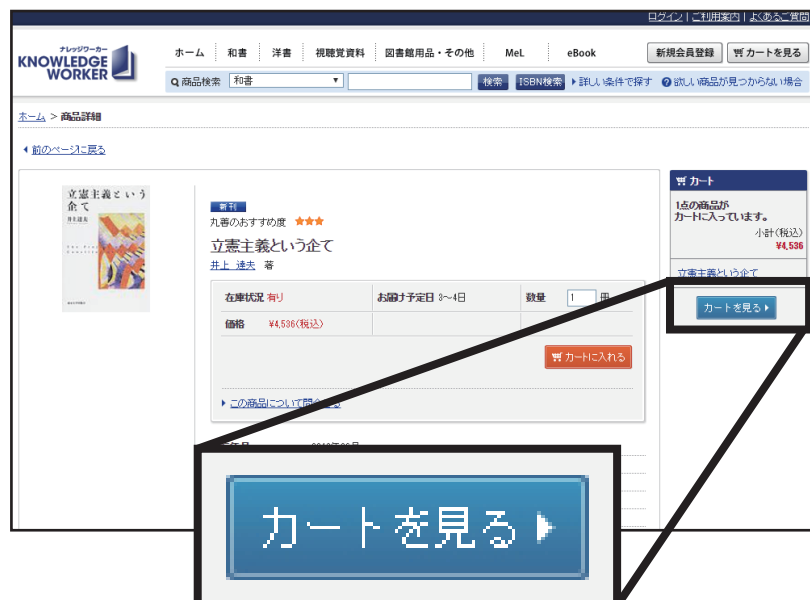 ログイン | ご利用案内 | よくあるご質問
ナレッジワーカー
KNOWLEDGE
WORKER
ホーム 和書 洋書 視聴覚資料 図書館用品・その他 MeL eBook
新規会員登録 カートを見る
商品検索 和書 検索 ISBN検索 詳しい条件で探す 欲しい商品が見つからない場合
ホーム > 商品詳細
前のページに戻る
立憲主義という
企て
井上達夫
新刊
丸善のおすすめ度 ★★★
立憲主義という企て
井上 達夫 著
在庫状況 有り お届け予定日 3～4日 数量 1 冊
価格 ¥4,536(税込)
カートに入れる
この商品について問
カート
1点の商品が
カートに入っています。
小計(税込)
¥4,536
立憲主義という企て
カートを見る
カートを見る